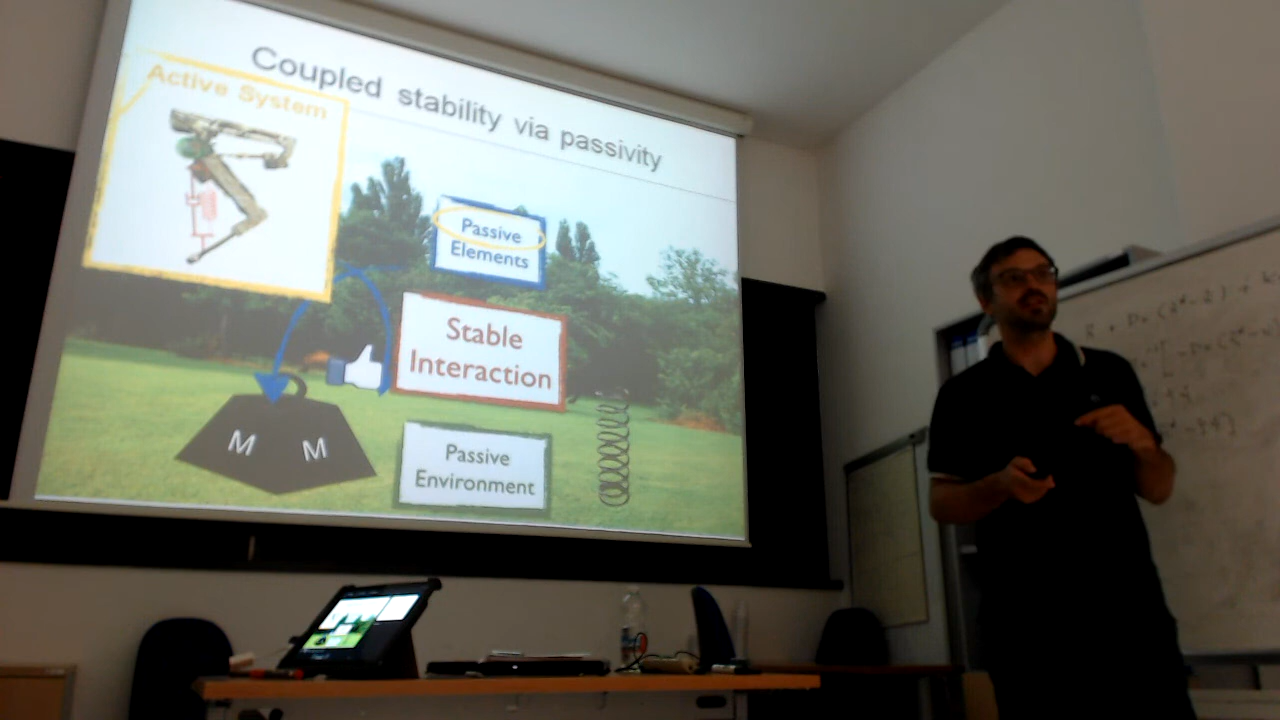 Coupled stability via passivity
Active System
Passive
Elements
Stable
Interaction
M M
Passive
Environment